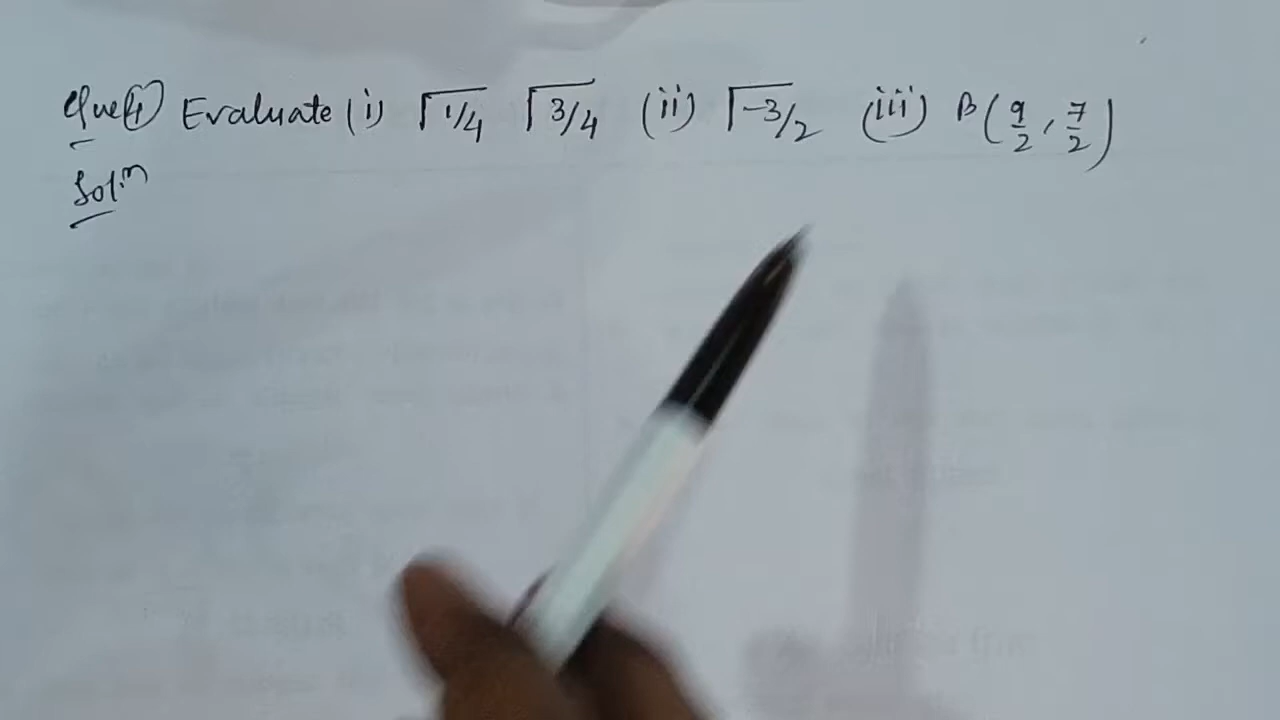 Que(1) Evaluate (i) Γ1/4 Γ3/4 (ii) Γ-3/2 (iii) β(9/2, 7/2)
Sol.n